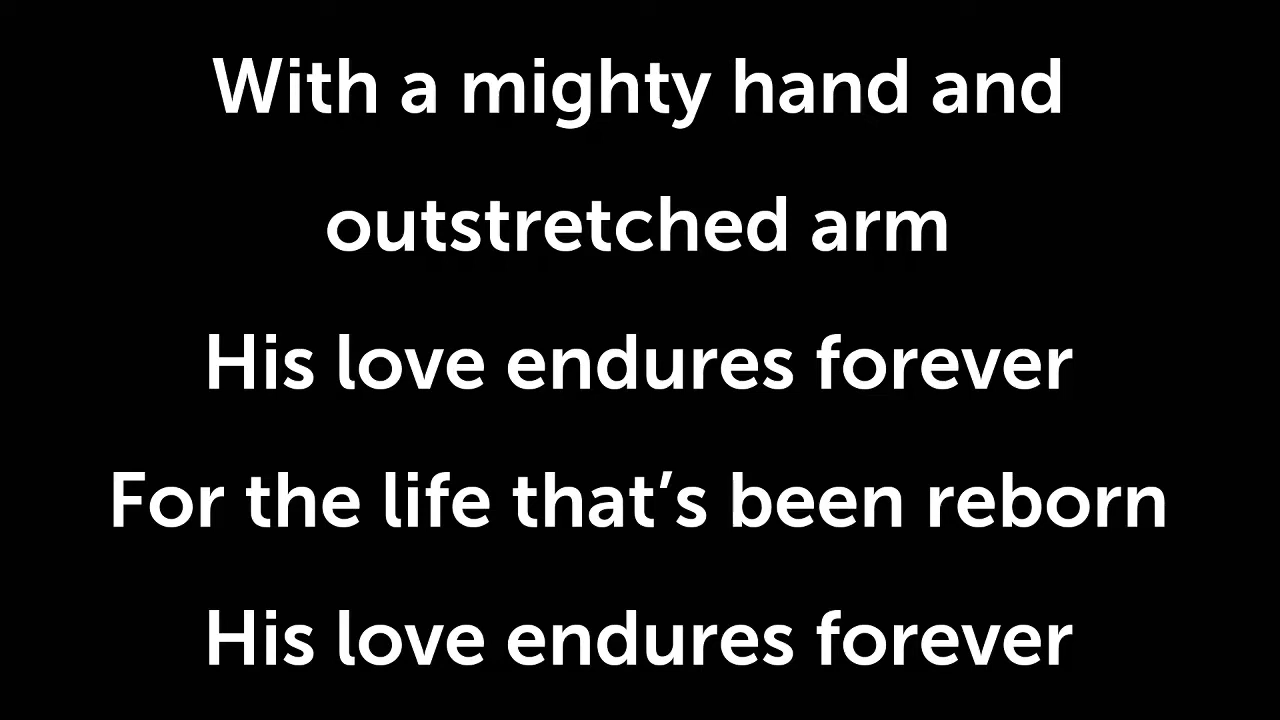 With a mighty hand and
outstretched arm
His love endures forever
For the life that’s been reborn
His love endures forever